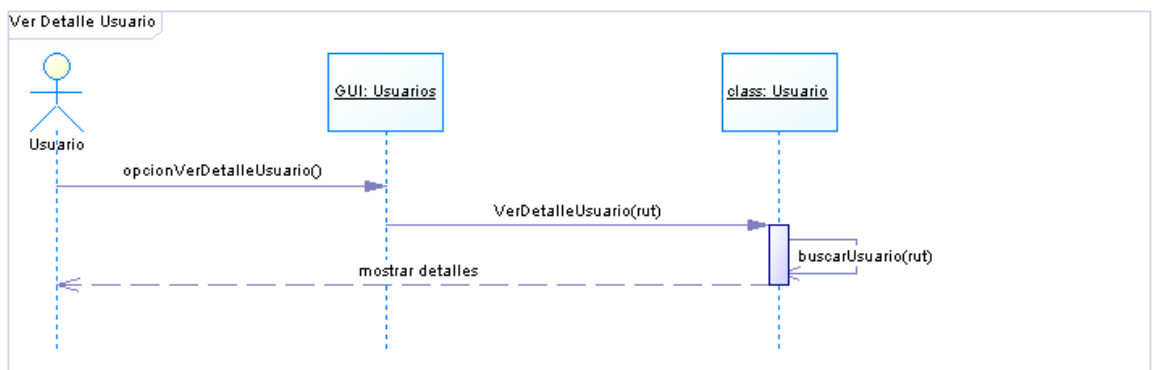 Ver Detalle Usuario
GUI: Usuarios
class: Usuario
Usuario
opcionVerDetalleUsuario()
VerDetalleUsuario(rut)
buscarUsuario(rut)
mostrar detalles